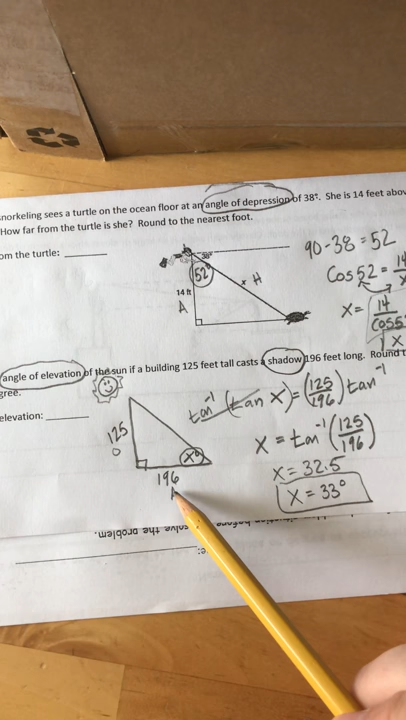 snorkeling sees a turtle on the ocean floor at an angle of depression of 38°. She is 14 feet abov
How far from the turtle is she? Round to the nearest foot.
om the turtle:
90-38=52
38°
52°
Cos52 = 14
x H
14 ft
A
x = 14
x
angle of elevation of the sun if a building 125 feet tall casts a shadow 196 feet long. Round t
gree.
tan⁻¹(tan x) = (125/196) tan⁻¹
elevation:
125
O
x°
x = tan⁻¹(125/196)
196
A
x = 32.5
x = 33°
solve the problem.